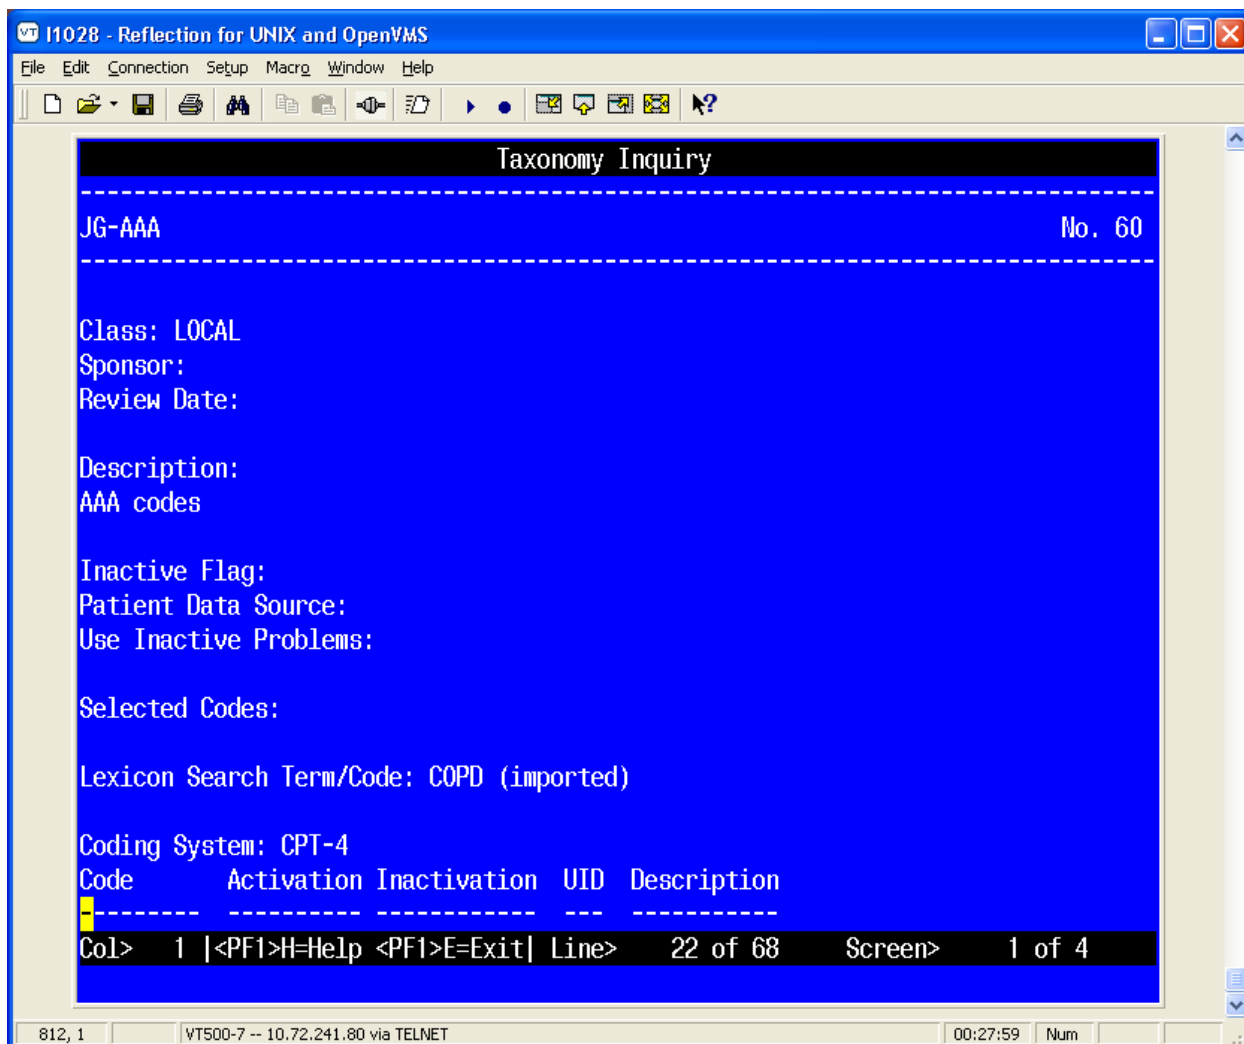 I1028 - Reflection for UNIX and OpenVMS
File Edit Connection Setup Macro Window Help
Taxonomy Inquiry
--------------------------------------------------------------------------------
JG-AAA No. 60
--------------------------------------------------------------------------------
Class: LOCAL
Sponsor:
Review Date:
Description:
AAA codes
Inactive Flag:
Patient Data Source:
Use Inactive Problems:
Selected Codes:
Lexicon Search Term/Code: COPD (imported)
Coding System: CPT-4
Code Activation Inactivation UID Description
--------- ---------- ------------ --- -----------
Col> 1 |<PF1>H=Help <PF1>E=Exit| Line> 22 of 68 Screen> 1 of 4
812, 1 VT500-7 -- 10.72.241.80 via TELNET 00:27:59 Num